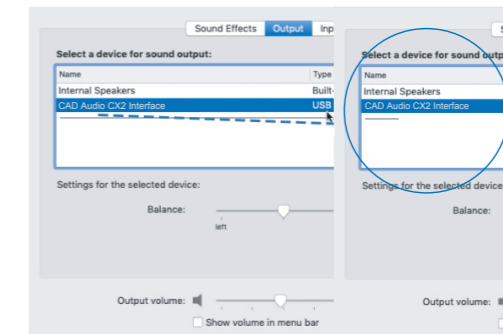 Sound Effects Output Inp
Select a device for sound output:
Name Type
Internal Speakers Built-
CAD Audio CX2 Interface USB
Settings for the selected device:
Balance:
left
Output volume:
Show volume in menu bar
S
Select a device for sound outp
Name
Internal Speakers
CAD Audio CX2 Interface
Settings for the selected device
Balance:
Output volume: